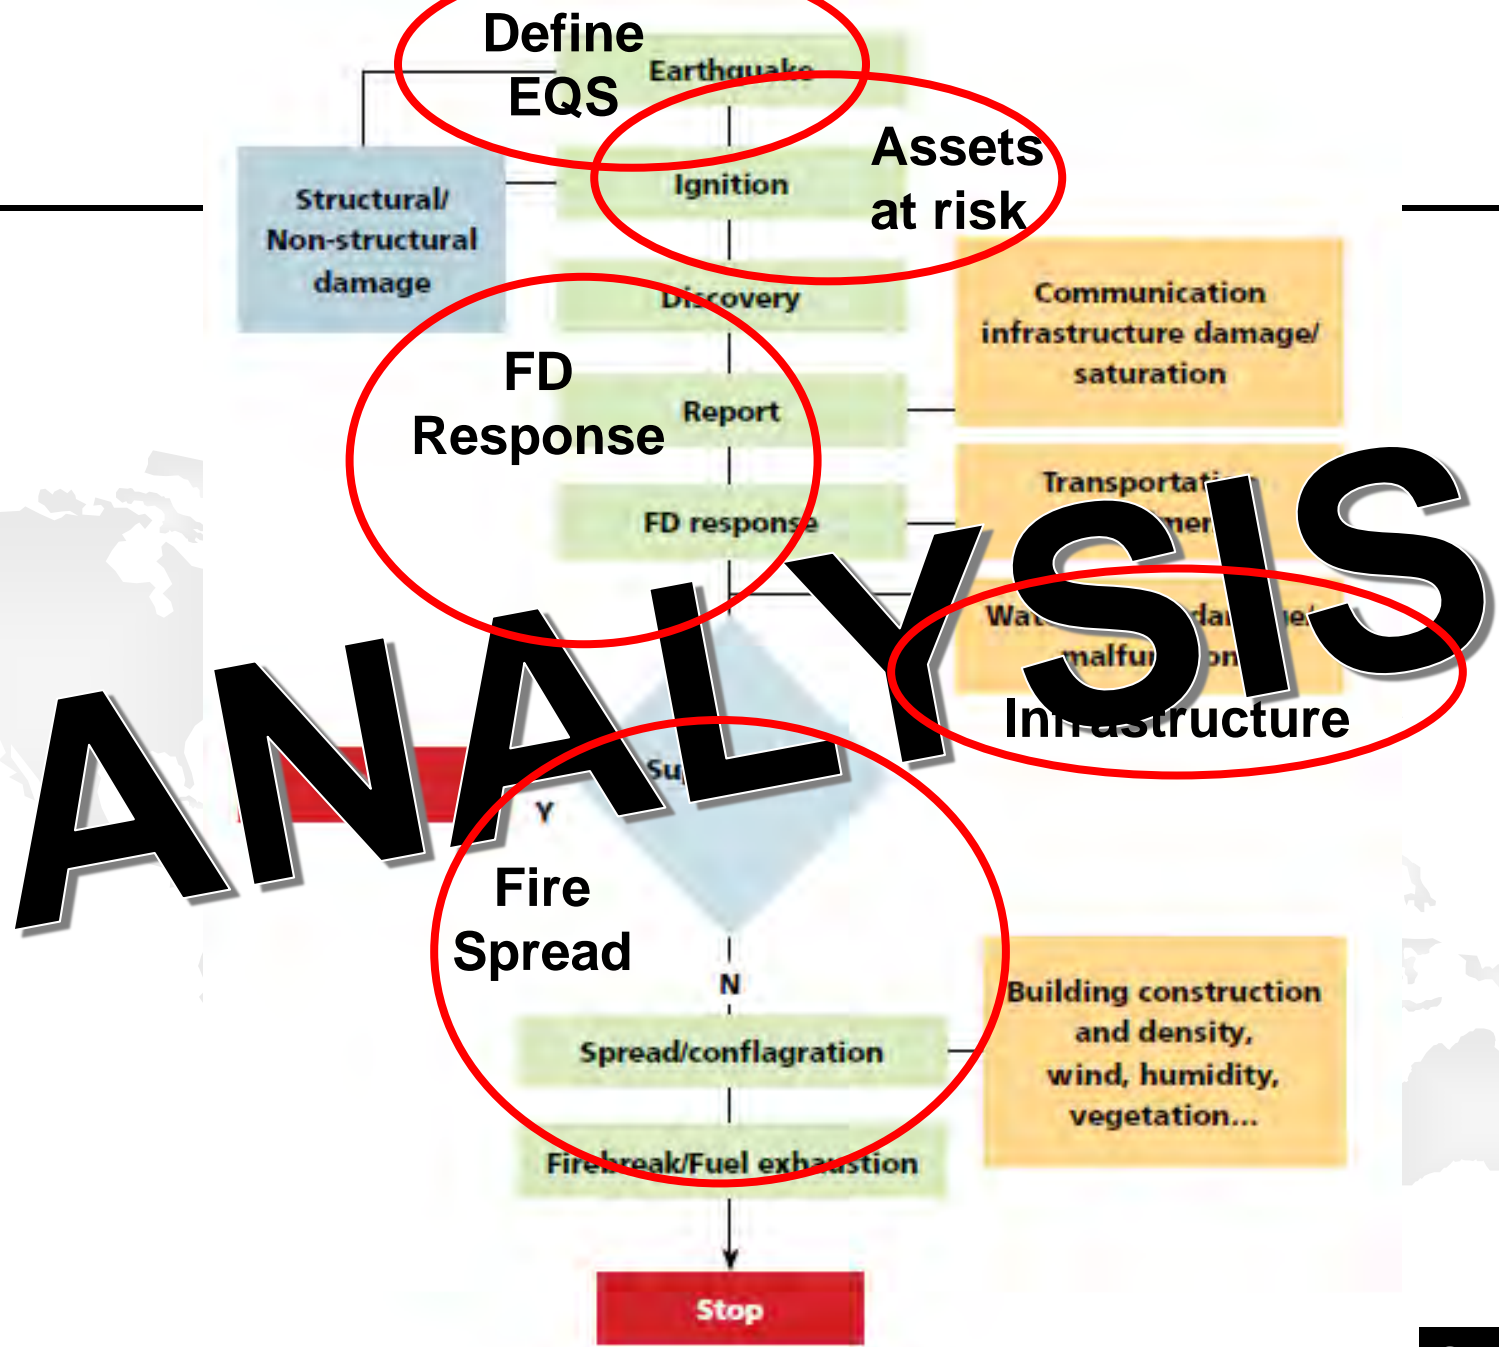 Define
EQS
Earthquake
Assets
at risk
Ignition
Structural/
Non-structural
damage
Discovery
Communication
infrastructure damage/
saturation
FD
Response
Report
FD response
ANALYSIS
Infrastructure
Y
Fire
Spread
N
Spread/conflagration
Building construction
and density,
wind, humidity,
vegetation...
Firebreak/Fuel exhaustion
Stop